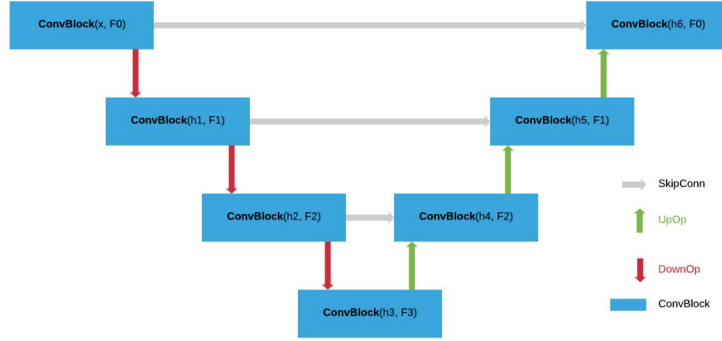 ConvBlock(x, F0)
ConvBlock(h6, F0)
ConvBlock(h1, F1)
ConvBlock(h5, F1)
SkipConn
ConvBlock(h2, F2)
ConvBlock(h4, F2)
UpOp
DownOp
ConvBlock
ConvBlock(h3, F3)